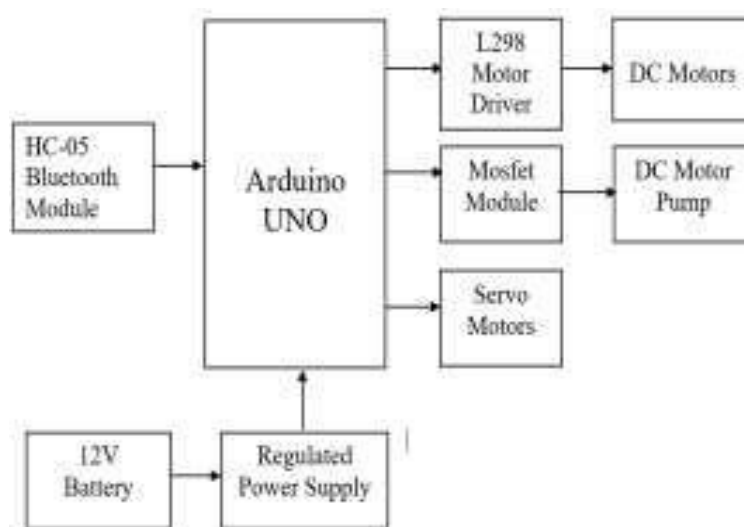 L298
Motor
Driver
DC Motors
HC-05
Bluetooth
Module
Arduino
UNO
Mosfet
Module
DC Motor
Pump
Servo
Motors
12V
Battery
Regulated
Power Supply